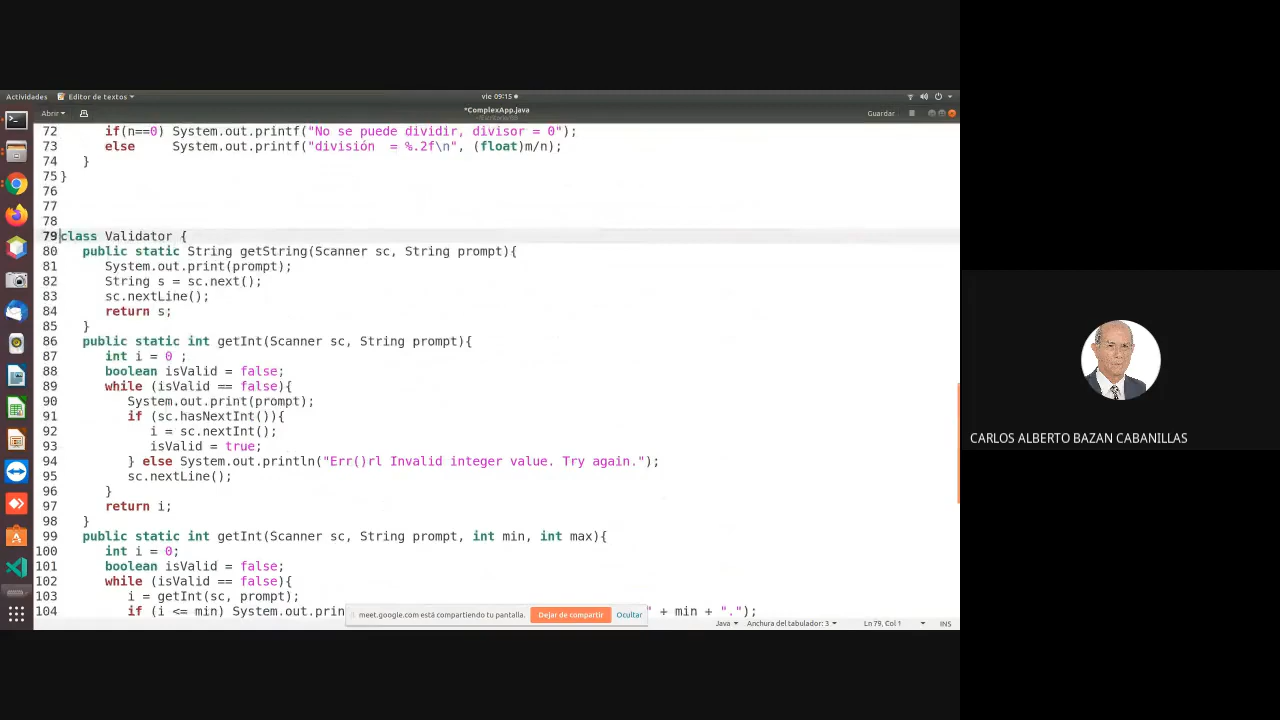 Actividades Editor de textos vie 09:15
Abrir *ComplexApp.java Guardar
72 if(n==0) System.out.printf("No se puede dividir, divisor = 0");
73 else System.out.printf("división = %.2f\n", (float)m/n);
74 }
75 }
76
77
78
79 class Validator {
80 public static String getString(Scanner sc, String prompt){
81 System.out.print(prompt);
82 String s = sc.next();
83 sc.nextLine();
84 return s;
85 }
86 public static int getInt(Scanner sc, String prompt){
87 int i = 0 ;
88 boolean isValid = false;
89 while (isValid == false){
90 System.out.print(prompt);
91 if (sc.hasNextInt()){
92 i = sc.nextInt();
93 isValid = true;
94 } else System.out.println("Err()rl Invalid integer value. Try again.");
95 sc.nextLine();
96 }
97 return i;
98 }
99 public static int getInt(Scanner sc, String prompt, int min, int max){
100 int i = 0;
101 boolean isValid = false;
102 while (isValid == false){
103 i = getInt(sc, prompt);
104 if (i <= min) System.out.prin " + min + ".");
meet.google.com está compartiendo tu pantalla. Dejar de compartir Ocultar
Java Anchura del tabulador: 3 Ln 79, Col 1 INS
CARLOS ALBERTO BAZAN CABANILLAS